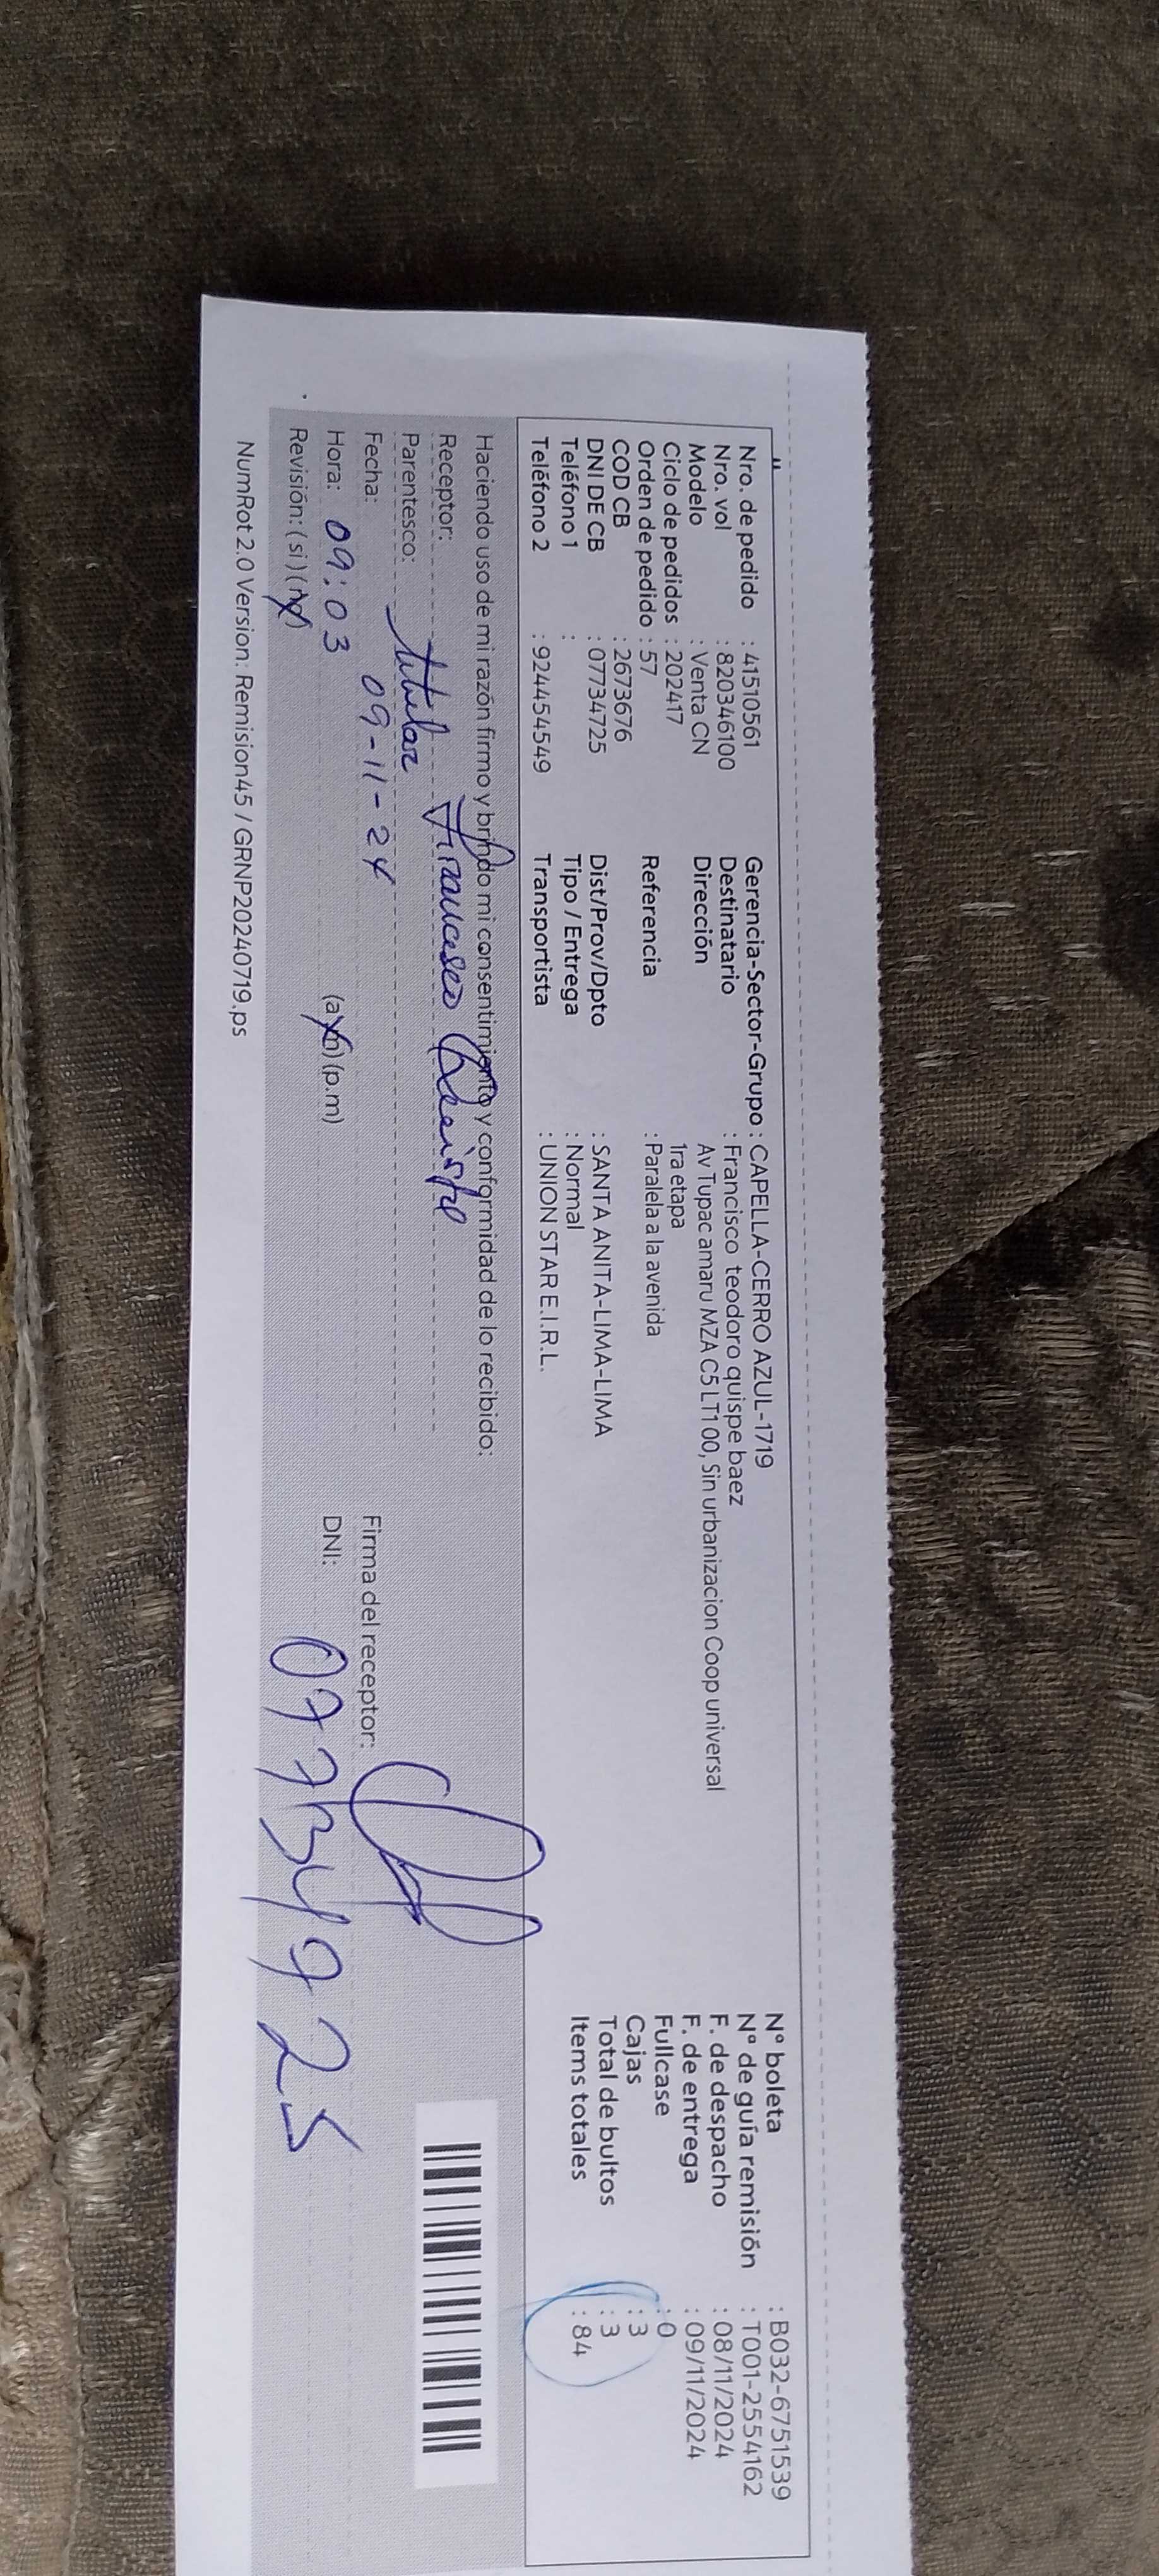 Nro. de pedido : 41510561
Nro. vol : 820346100
Modelo : Venta CN
Ciclo de pedidos : 202417
Orden de pedido : 57
COD CB : 2673676
DNI DE CB : 07734725
Teléfono 1 :
Teléfono 2 : 924454549
Gerencia-Sector-Grupo : CAPELLA-CERRO AZUL-1719
Destinatario : Francisco teodoro quispe baez
Dirección Av Tupac amaru MZA C5 LT1 00, Sin urbanizacion Coop universal
1ra etapa
Referencia : Paralela a la avenida
Dist/Prov/Dpto : SANTA ANITA-LIMA-LIMA
Tipo / Entrega : Normal
Transportista : UNION STAR E.I.R.L.
N° boleta : B032-6751539
N° de guía remisión : T001-2554162
F. de despacho : 08/11/2024
F. de entrega : 09/11/2024
Fullcase : 0
Cajas : 3
Total de bultos : 3
Items totales : 84
Haciendo uso de mi razón firmo y brindo mi consentimiento y conformidad de lo recibido:
Receptor: Francisco
Parentesco: titular
Fecha: 09-11-24
Hora: 09:03 (a.m) (p.m)
Revisión: (si) (no)
Firma del receptor:
DNI: 07734725
NumRot 2.0 Version: Remision45 / GRNP20240719.ps